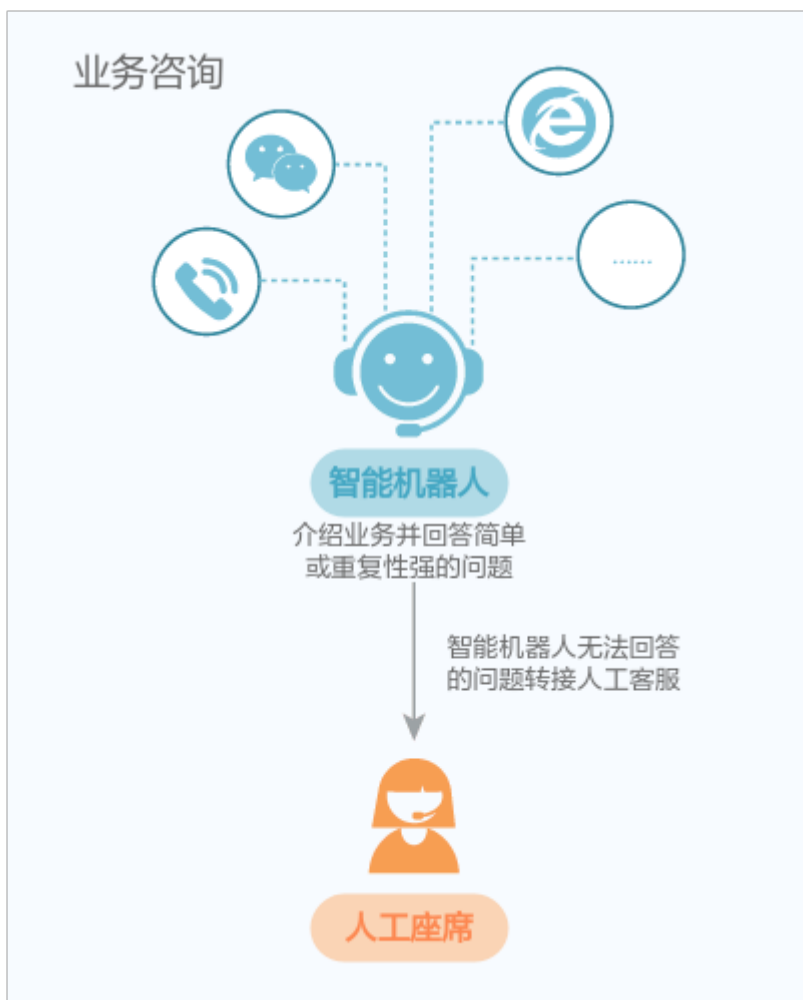 业务咨询
......
智能机器人
介绍业务并回答简单
或重复性强的问题
智能机器人无法回答
的问题转接人工客服
人工座席